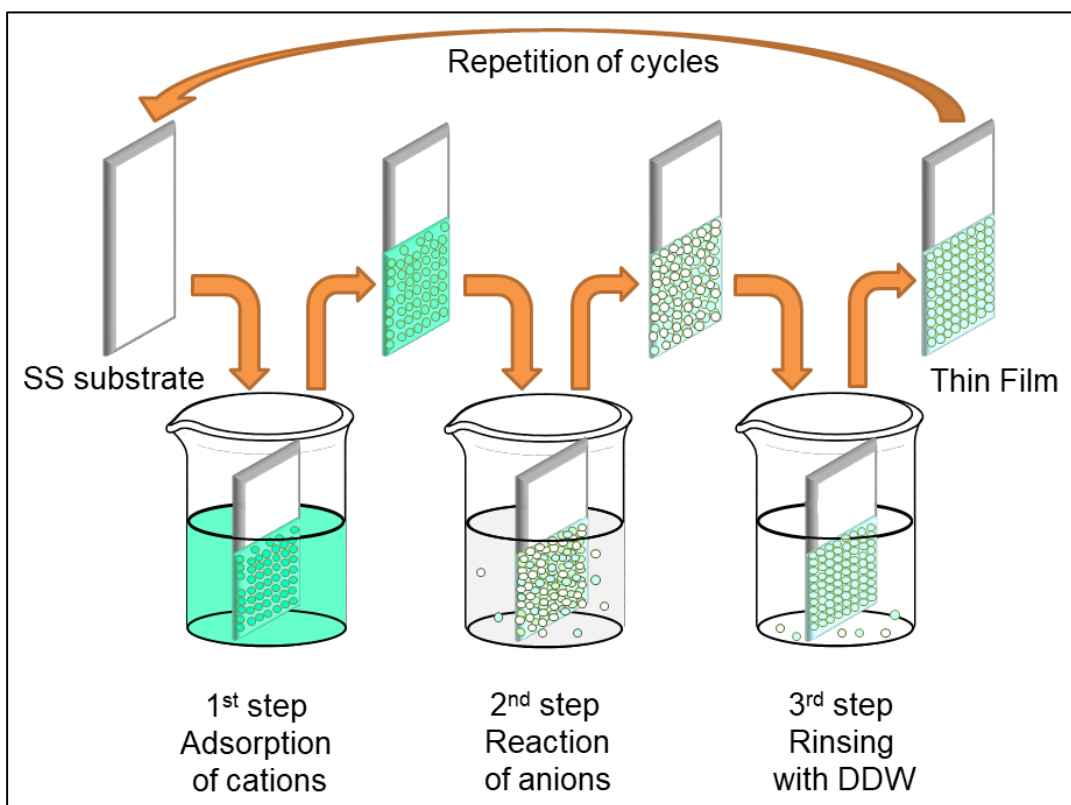 Repetition of cycles
SS substrate
Thin Film
1st step
Adsorption
of cations
2nd step
Reaction
of anions
3rd step
Rinsing
with DDW